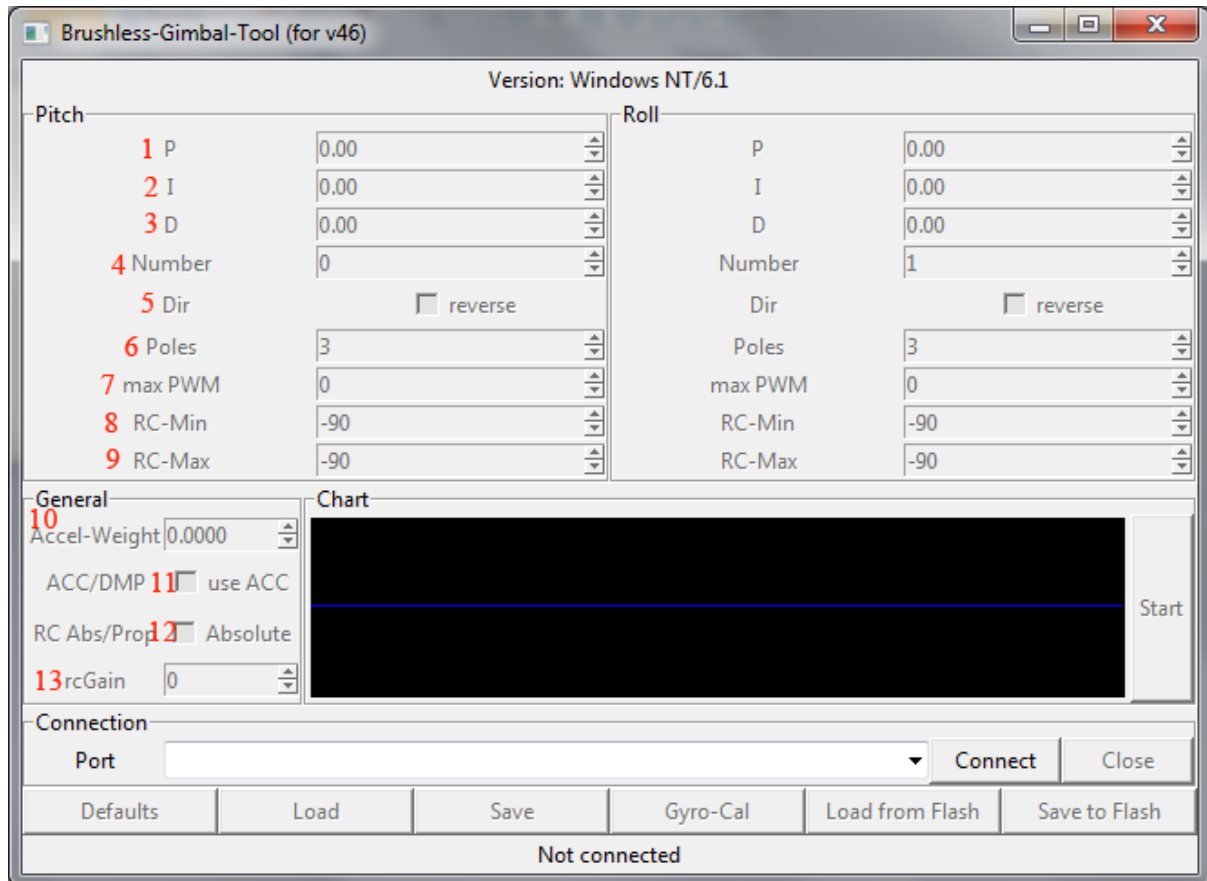 Brushless-Gimbal-Tool (for v46)
Version: Windows NT/6.1
Pitch
1 P 0.00
2 I 0.00
3 D 0.00
4 Number 0
5 Dir reverse
6 Poles 3
7 max PWM 0
8 RC-Min -90
9 RC-Max -90
Roll
P 0.00
I 0.00
D 0.00
Number 1
Dir reverse
Poles 3
max PWM 0
RC-Min -90
RC-Max -90
General
10
Accel-Weight 0.0000
ACC/DMP 11 use ACC
RC Abs/Prop 12 Absolute
13 rcGain 0
Chart
Start
Connection
Port Connect Close
Defaults Load Save Gyro-Cal Load from Flash Save to Flash
Not connected